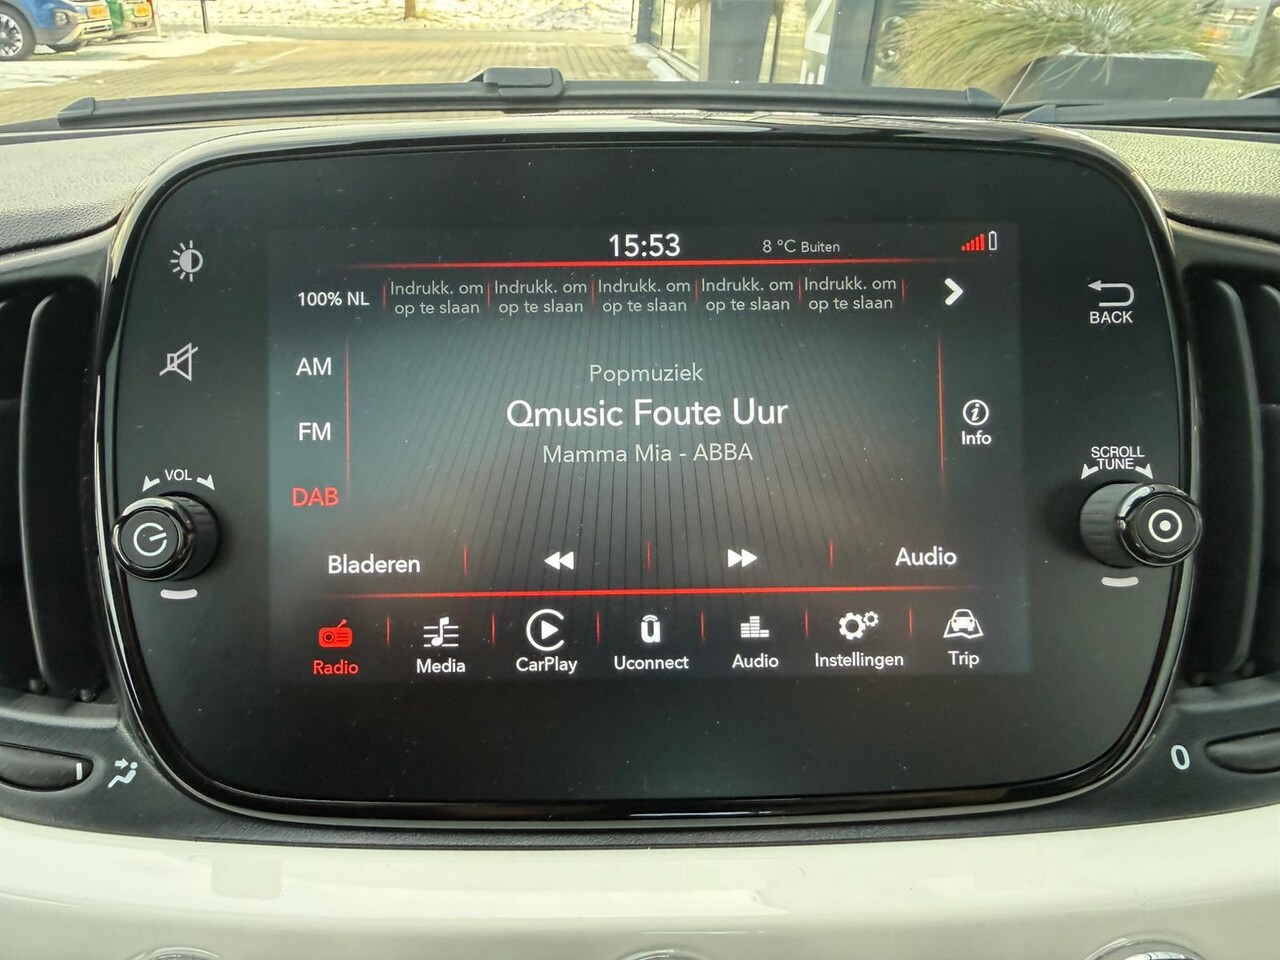 15:53
8 °C Buiten
100% NL
Indrukk. om
op te slaan
Indrukk. om
op te slaan
Indrukk. om
op te slaan
Indrukk. om
op te slaan
Indrukk. om
op te slaan
BACK
AM
Popmuziek
FM
Qmusic Foute Uur
Mamma Mia - ABBA
i
Info
VOL
SCROLL
TUNE
DAB
Bladeren
Audio
Radio
Media
CarPlay
Uconnect
Audio
Instellingen
Trip
0